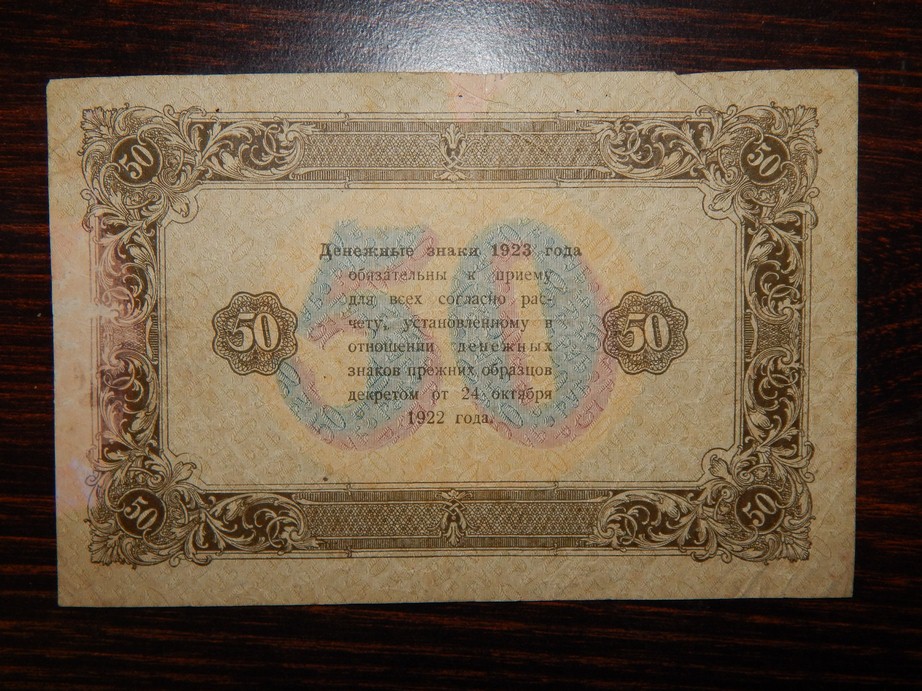 50 50
Денежные знаки 1923 года
обязательны к приему
для всех согласно рас-
чету, установленному в
отношении денежных
знаков прежних образцов
декретом от 24 октября
1922 года.
50 50 50
50 50